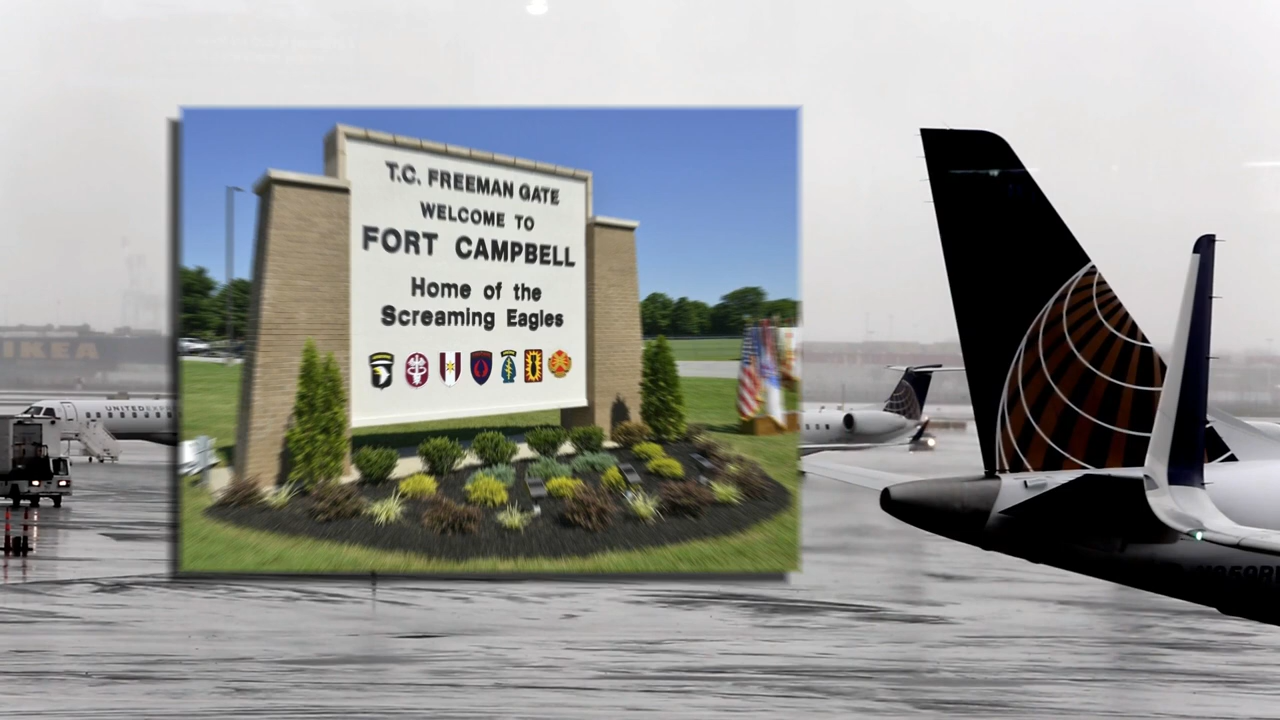 T.C. FREEMAN GATE
WELCOME TO
FORT CAMPBELL
Home of the
Screaming Eagles
IKEA
UNITED